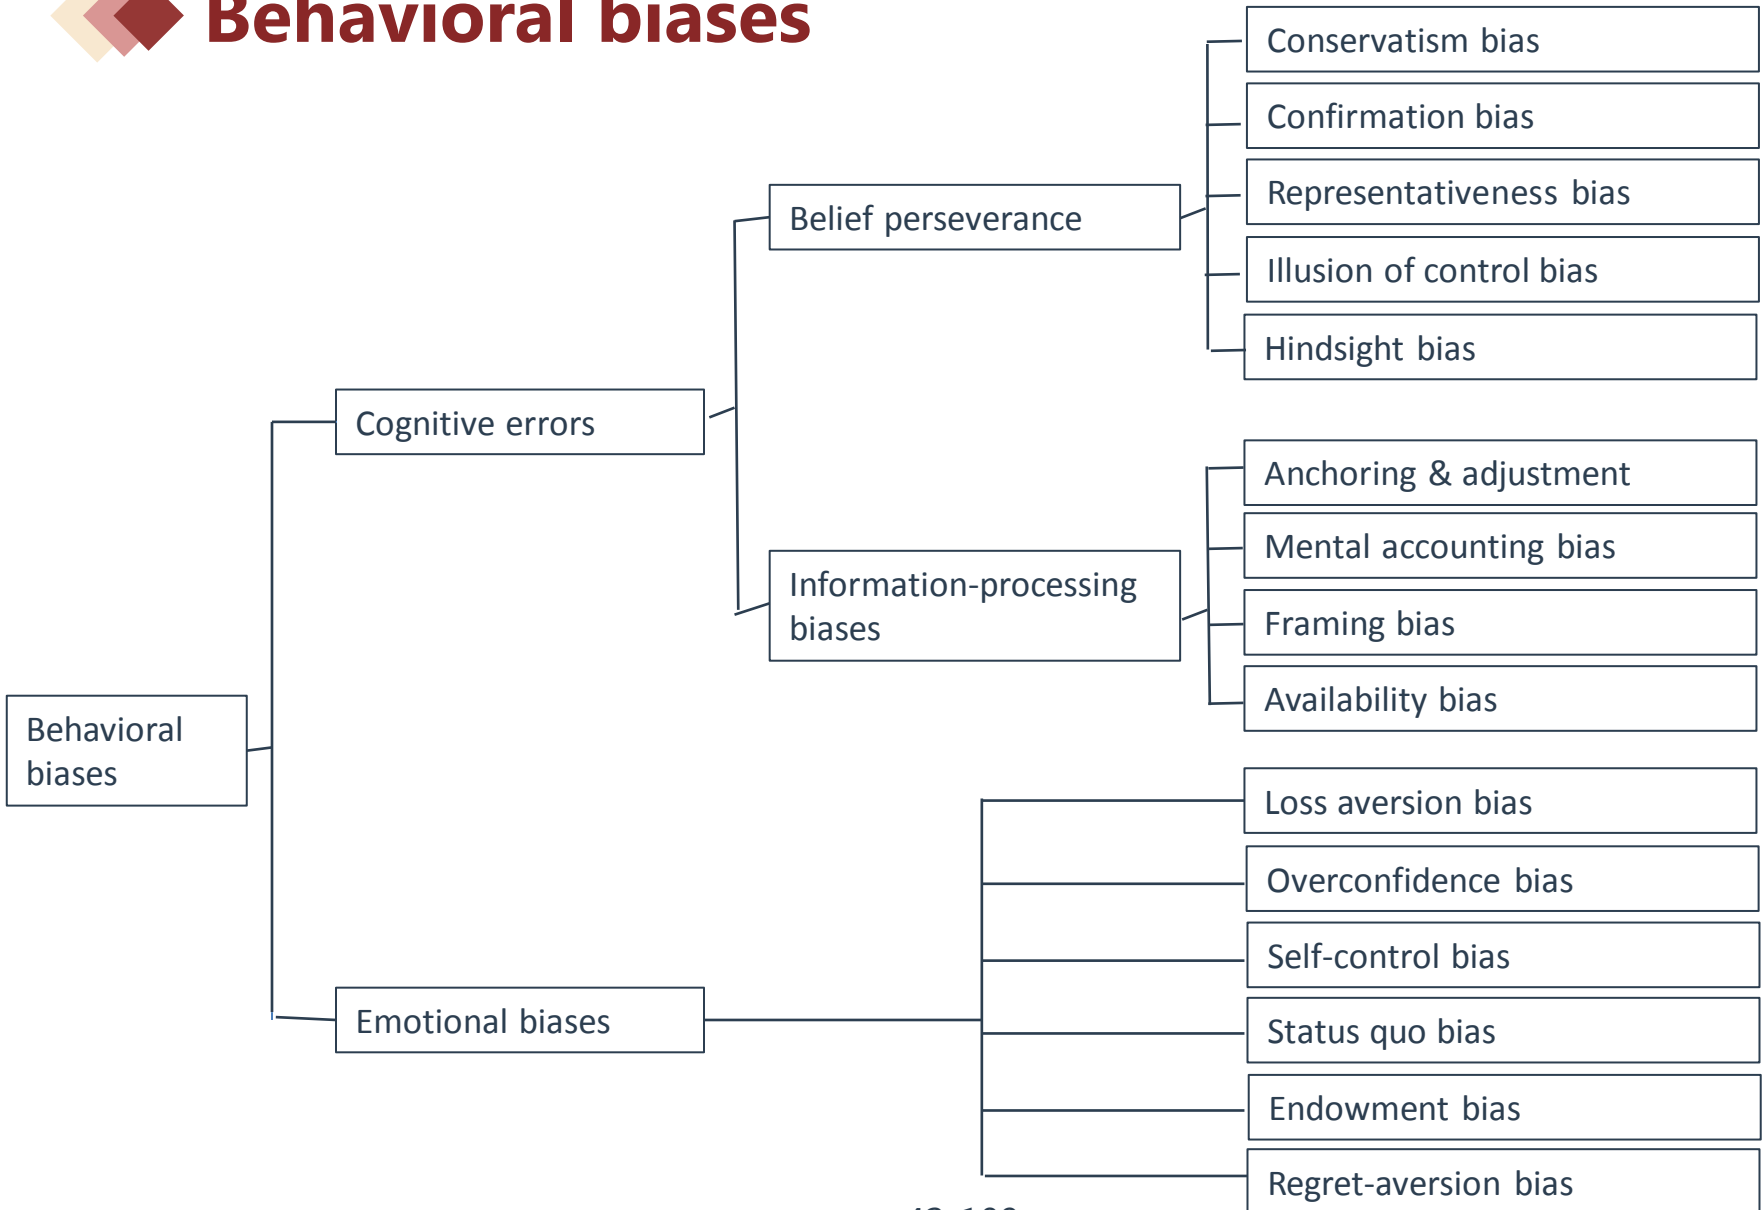 Behavioral biases
Conservatism bias
Confirmation bias
Representativeness bias
Belief perseverance
Illusion of control bias
Hindsight bias
Cognitive errors
Anchoring & adjustment
Mental accounting bias
Information-processing
biases
Framing bias
Availability bias
Behavioral
biases
Loss aversion bias
Overconfidence bias
Self-control bias
Emotional biases
Status quo bias
Endowment bias
Regret-aversion bias